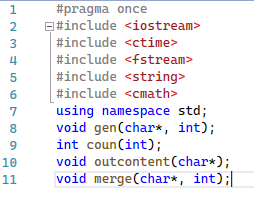 1 #pragma once
2 #include <iostream>
3 #include <ctime>
4 #include <fstream>
5 #include <string>
6 #include <cmath>
7 using namespace std;
8 void gen(char*, int);
9 int coun(int);
10 void outcontent(char*);
11 void merge(char*, int);